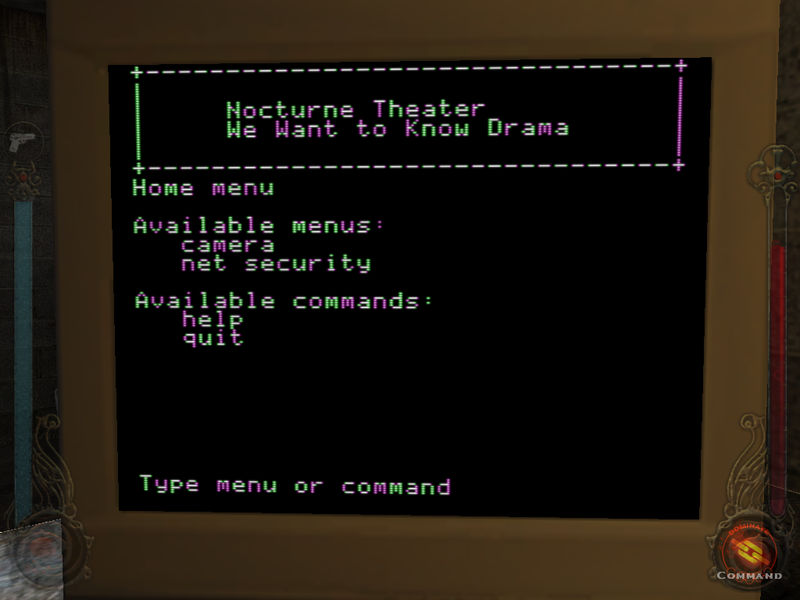 Nocturne Theater
We Want to Know Drama
Home menu
Available menus:
camera
net security
Available commands:
help
quit
Type menu or command
DOMINATE
COMMAND